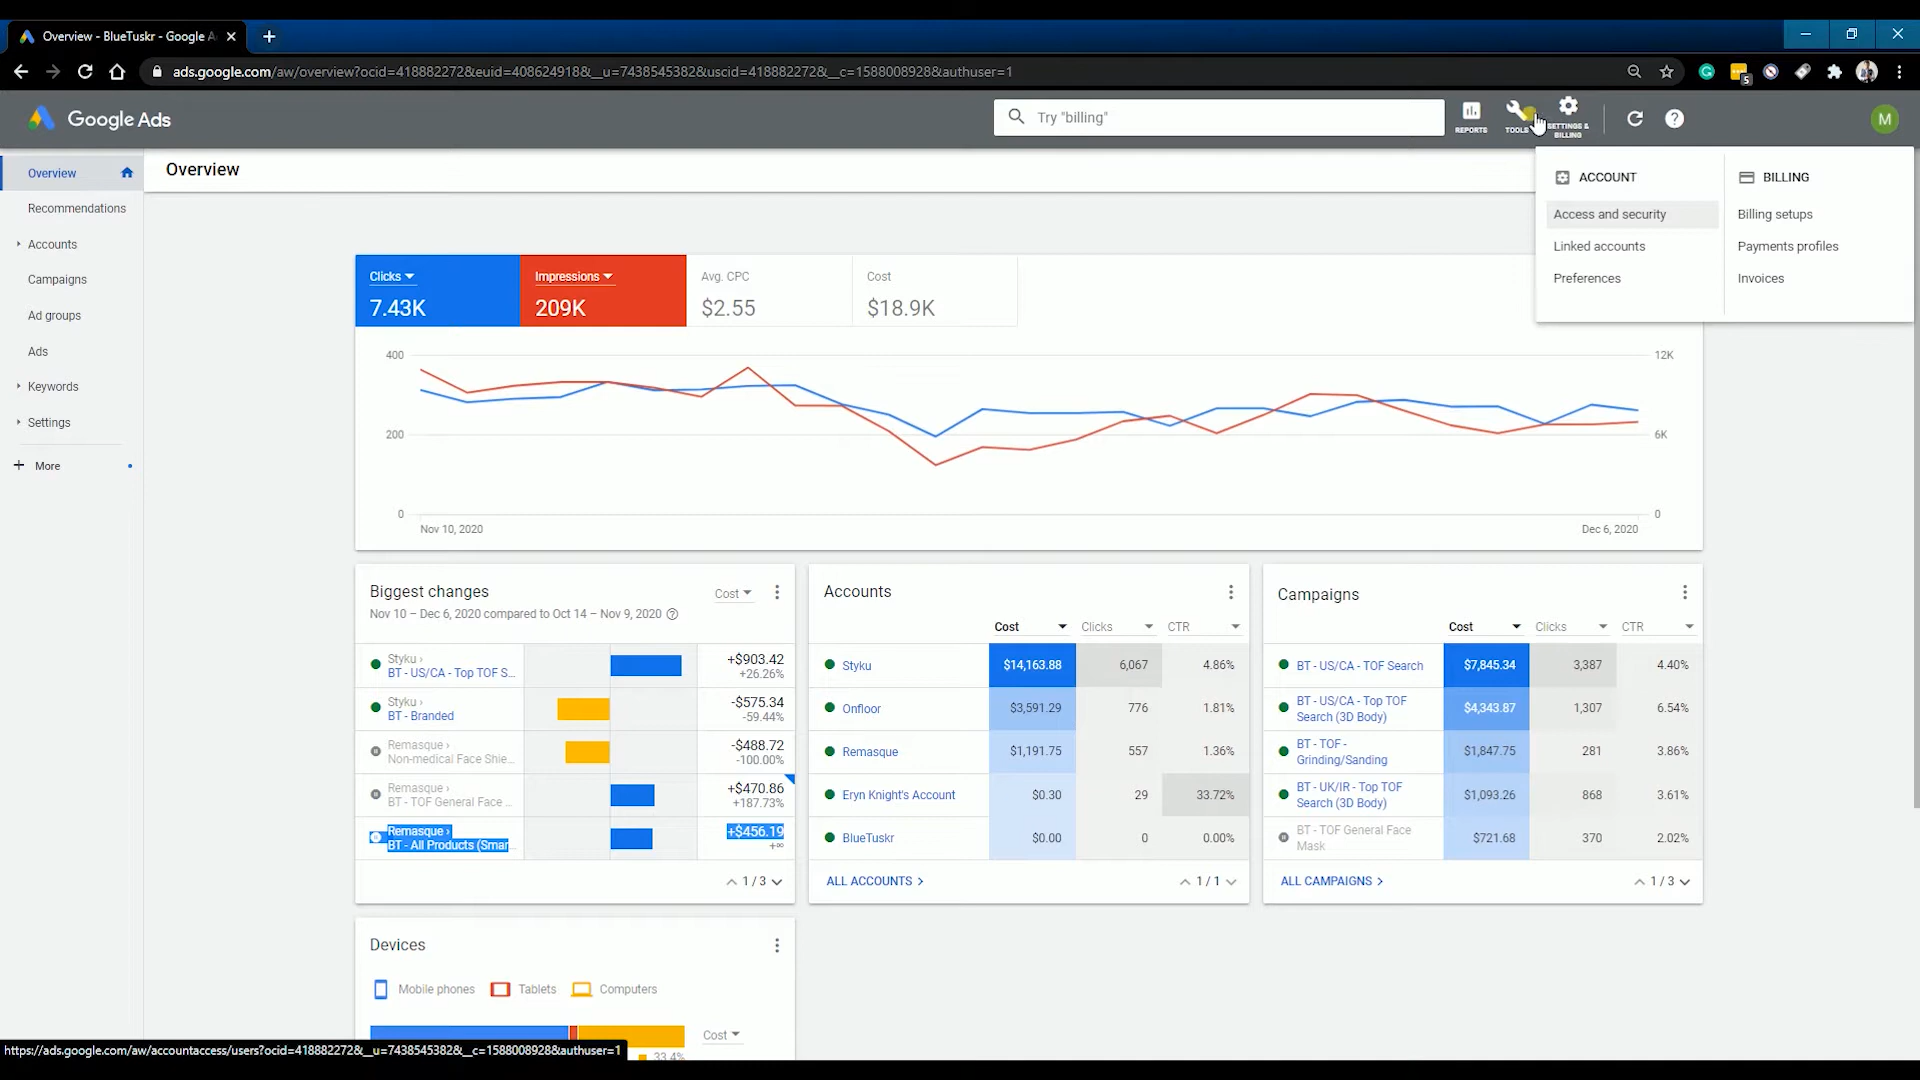 Overview - BlueTuskr - Google A
ads.google.com/aw/overview?ocid=418882272&euid=408624918&__u=7438545382&uscid=418882272&__c=1588008928&authuser=1
5
Google Ads
Try "billing"
REPORTS
TOOLS
SETTINGS &
BILLING
M
Overview
Recommendations
Accounts
Campaigns
Ad groups
Ads
Keywords
Settings
More
Overview
ACCOUNT
Access and security
Linked accounts
Preferences
BILLING
Billing setups
Payments profiles
Invoices
Clicks
7.43K
Impressions
209K
Avg. CPC
$2.55
Cost
$18.9K
400
200
0
12K
6K
0
Nov 10, 2020
Dec 6, 2020
Biggest changes
Cost
Nov 10 – Dec 6, 2020 compared to Oct 14 – Nov 9, 2020
Styku ›
BT - US/CA - Top TOF S...
+$903.42
+26.26%
Styku ›
BT - Branded
-$575.34
-59.44%
Remasque ›
Non-medical Face Shie...
-$488.72
-100.00%
Remasque ›
BT - TOF General Face ...
+$470.86
+187.73%
Remasque ›
BT - All Products (Smar
+$456.19
+∞
1 / 3
Accounts
Cost Clicks CTR
Styku $14,163.88 6,067 4.86%
Onfloor $3,591.29 776 1.81%
Remasque $1,191.75 557 1.36%
Eryn Knight's Account $0.30 29 33.72%
BlueTuskr $0.00 0 0.00%
ALL ACCOUNTS
1 / 1
Campaigns
Cost Clicks CTR
BT - US/CA - TOF Search $7,845.34 3,387 4.40%
BT - US/CA - Top TOF
Search (3D Body)
$4,343.87 1,307 6.54%
BT - TOF -
Grinding/Sanding
$1,847.75 281 3.86%
BT - UK/IR - Top TOF
Search (3D Body)
$1,093.26 868 3.61%
BT - TOF General Face
Mask
$721.68 370 2.02%
ALL CAMPAIGNS
1 / 3
Devices
Mobile phones Tablets Computers
Cost
33.4%
https://ads.google.com/aw/accountaccess/users?ocid=418882272&__u=7438545382&__c=1588008928&authuser=1